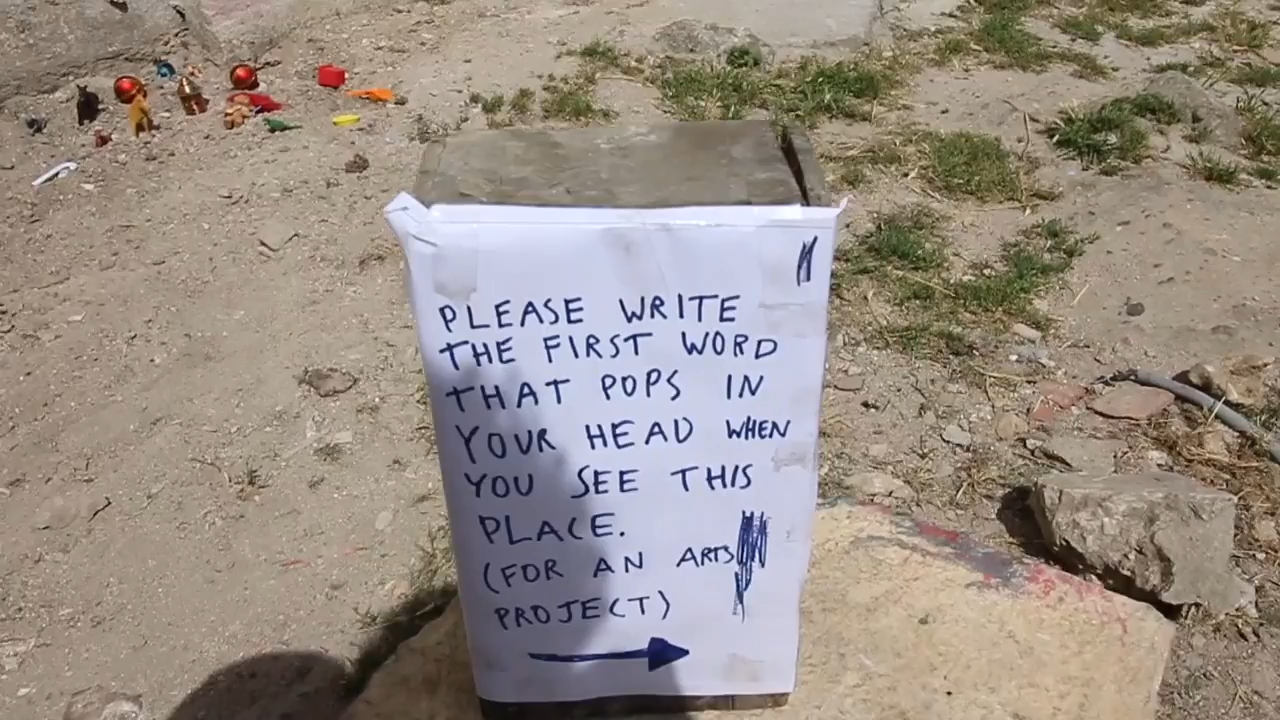 PLEASE WRITE
THE FIRST WORD
THAT POPS IN
YOUR HEAD WHEN
YOU SEE THIS
PLACE.
(FOR AN ARTS
PROJECT)